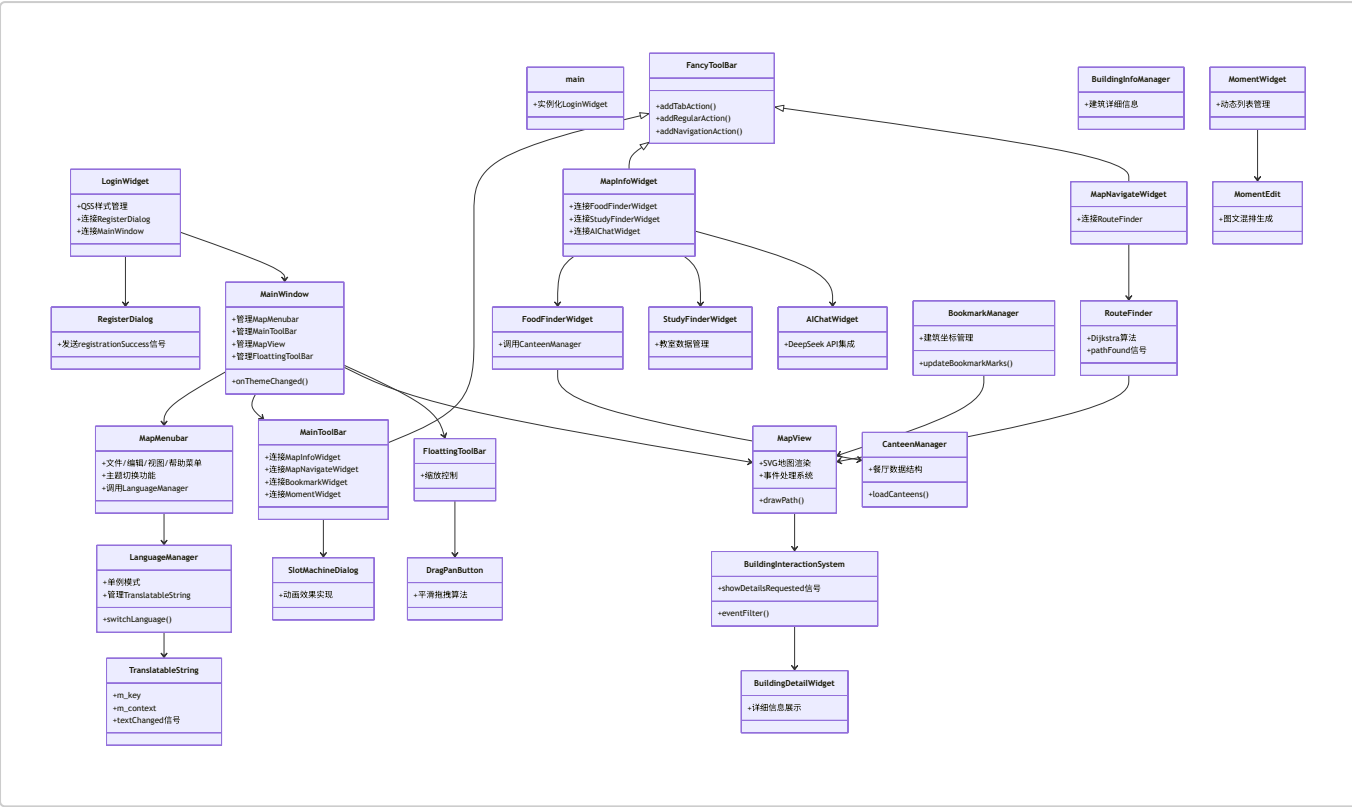 main
+实例化LoginWidget
FancyToolBar
+addTabAction()
+addRegularAction()
+addNavigationAction()
BuildingInfoManager
+建筑详细信息
MomentWidget
+动态列表管理
LoginWidget
+QSS样式管理
+连接RegisterDialog
+连接MainWindow
MapInfoWidget
+连接FoodFinderWidget
+连接StudyFinderWidget
+连接AIChatWidget
MapNavigateWidget
+连接RouteFinder
MomentEdit
+图文混排生成
RegisterDialog
+发送registrationSuccess信号
MainWindow
+管理MapMenubar
+管理MainToolBar
+管理MapView
+管理FloattingToolBar
+onThemeChanged()
FoodFinderWidget
+调用CanteenManager
StudyFinderWidget
+教室数据管理
AIChatWidget
+DeepSeek API集成
BookmarkManager
+建筑坐标管理
+updateBookmarkMarks()
RouteFinder
+Dijkstra算法
+pathFound信号
MapMenubar
+文件/编辑/视图/帮助菜单
+主题切换功能
+调用LanguageManager
MainToolBar
+连接MapInfoWidget
+连接MapNavigateWidget
+连接BookmarkWidget
+连接MomentWidget
FloattingToolBar
+缩放控制
MapView
+SVG地图渲染
+事件处理系统
+drawPath()
CanteenManager
+餐厅数据结构
+loadCanteens()
LanguageManager
+单例模式
+管理TranslatableString
+switchLanguage()
SlotMachineDialog
+动画效果实现
DragPanButton
+平滑拖拽算法
BuildingInteractionSystem
+showDetailsRequested信号
+eventFilter()
TranslatableString
+m_key
+m_context
+textChanged信号
BuildingDetailWidget
+详细信息展示